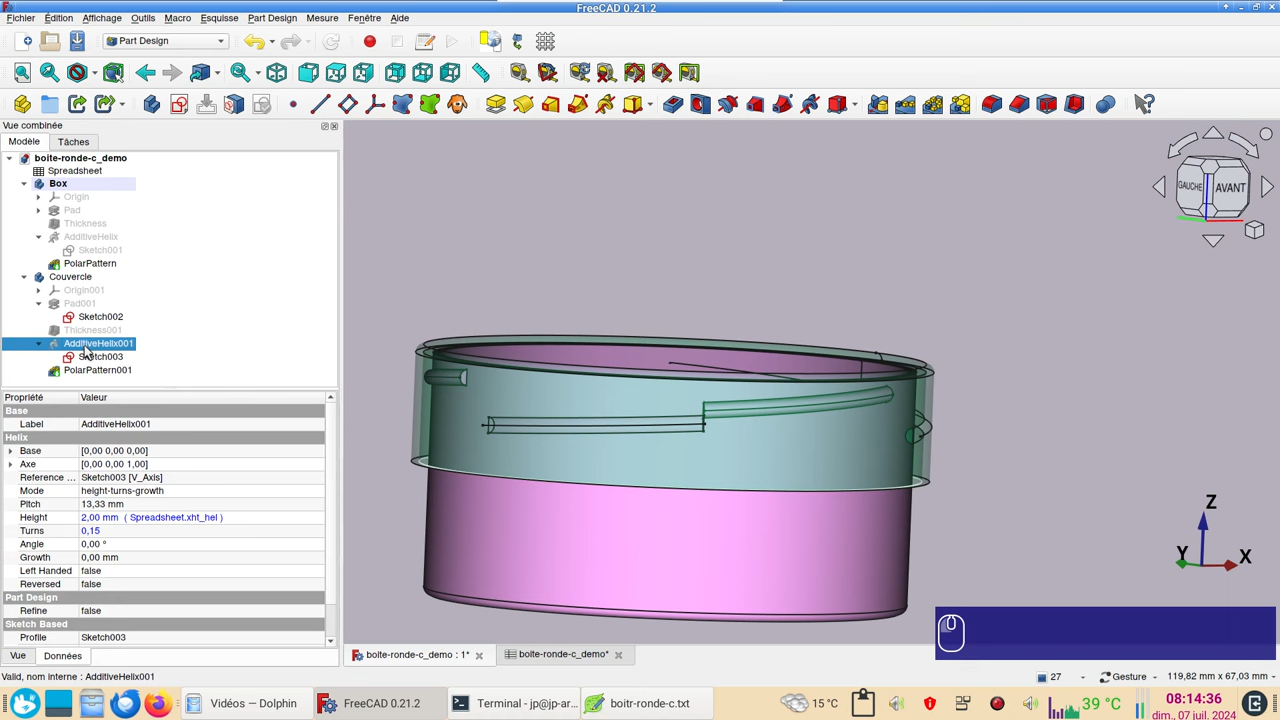 FreeCAD 0.21.2
Fichier Édition Affichage Outils Macro Esquisse Part Design Mesure Fenêtre Aide
Part Design
Vue combinée
Modèle Tâches
boite-ronde-c_demo
Spreadsheet
Box
Origin
Pad
Thickness
AdditiveHelix
Sketch001
PolarPattern
Couvercle
Origin001
Pad001
Sketch002
Thickness001
AdditiveHelix001
Sketch003
PolarPattern001
GAUCHE AVANT
Propriété Valeur
Base
Label AdditiveHelix001
Helix
Base [0,00 0,00 0,00]
Axe [0,00 0,00 1,00]
Reference ... Sketch003 [V_Axis]
Mode height-turns-growth
Pitch 13,33 mm
Height 2,00 mm ( Spreadsheet.xht_hel )
Turns 0,15
Angle 0,00 °
Growth 0,00 mm
Left Handed false
Reversed false
Part Design
Refine false
Sketch Based
Profile Sketch003
Z
Y X
Vue Données
boite-ronde-c_demo : 1* boite-ronde-c_demo*
Valid, nom interne : AdditiveHelix001
27 Gesture 119,82 mm x 67,03 mm
Vidéos — Dolphin FreeCAD 0.21.2 Terminal - jp@jp-ar... boitr-ronde-c.txt 15 °C 39 °C
08:14:36
dim., 07 juil. 2024